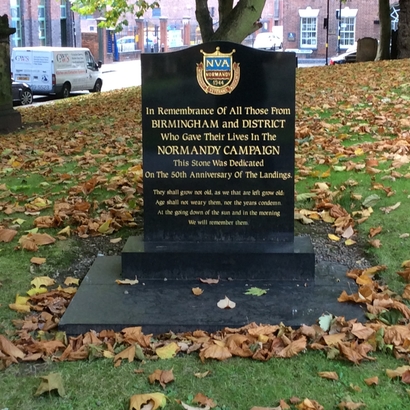 NVA
NORMANDY
1944
VETERANS
In Remembrance Of All Those From
BIRMINGHAM and DISTRICT
Who Gave Their Lives In The
NORMANDY CAMPAIGN
This Stone Was Dedicated
On The 50th Anniversary Of The Landings.
They shall grow not old, as we that are left grow old:
Age shall not weary them, nor the years condemn.
At the going down of the sun and in the morning
We will remember them.